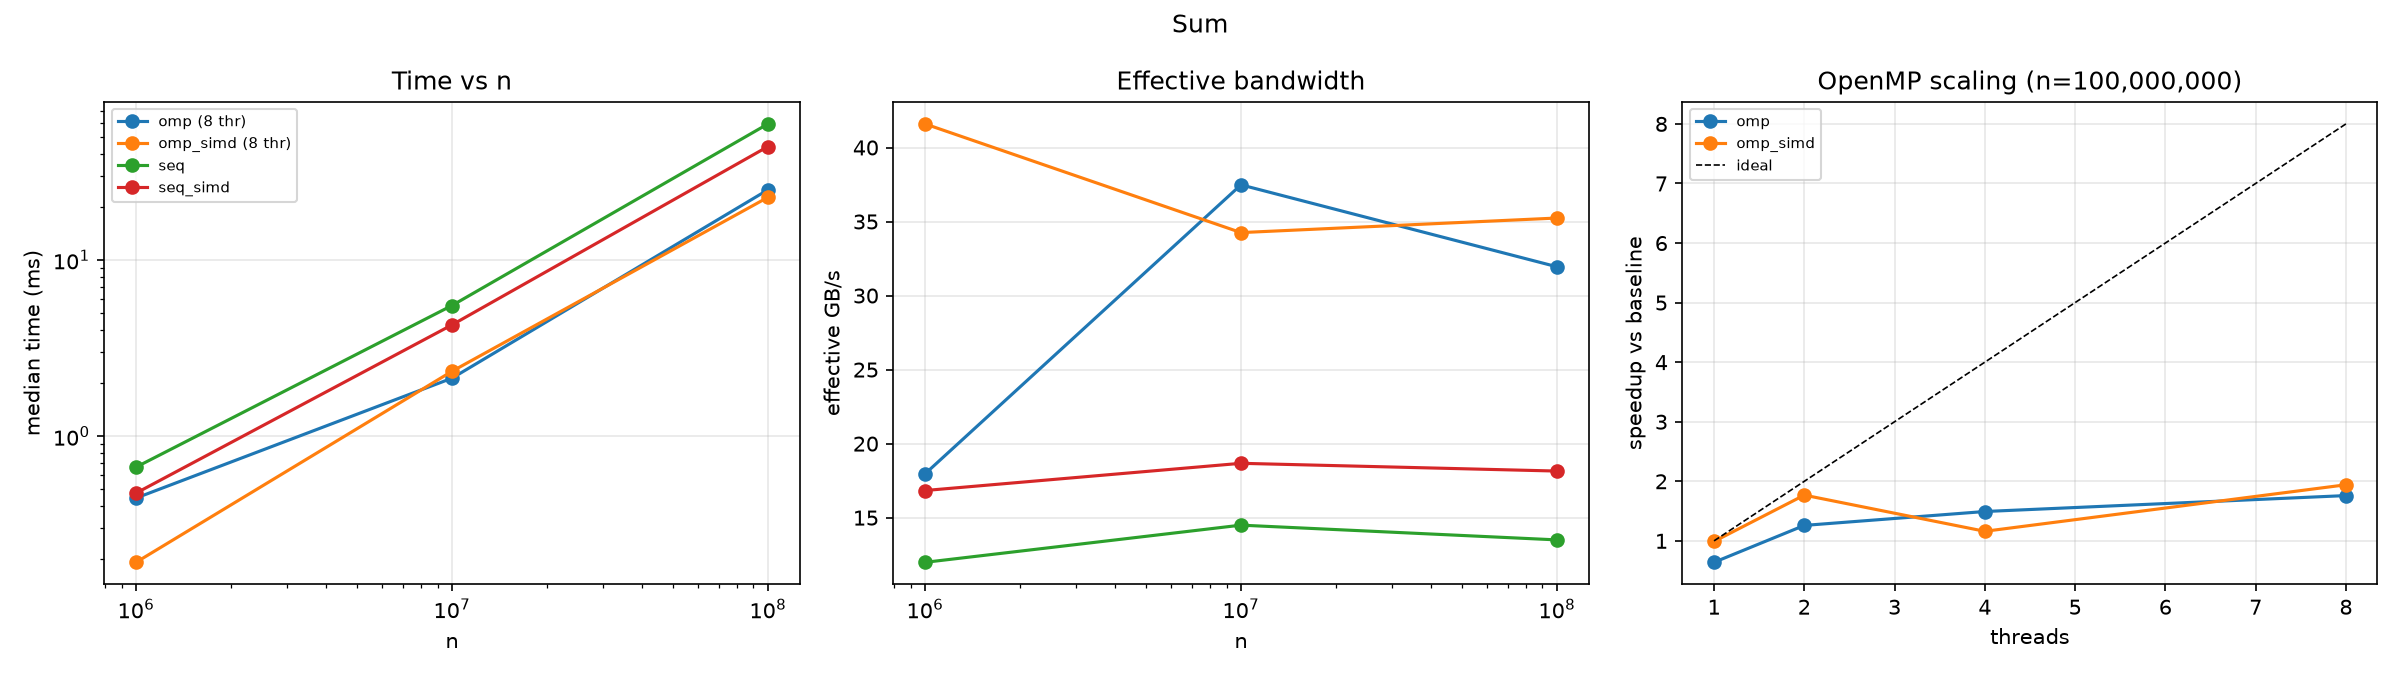 Sum
Time vs n
omp (8 thr)
omp_simd (8 thr)
seq
seq_simd
median time (ms)
10¹
10⁰
10⁶
10⁷
10⁸
n
Effective bandwidth
effective GB/s
40
35
30
25
20
15
10⁶
10⁷
10⁸
n
OpenMP scaling (n=100,000,000)
omp
omp_simd
ideal
speedup vs baseline
8
7
6
5
4
3
2
1
1
2
3
4
5
6
7
8
threads